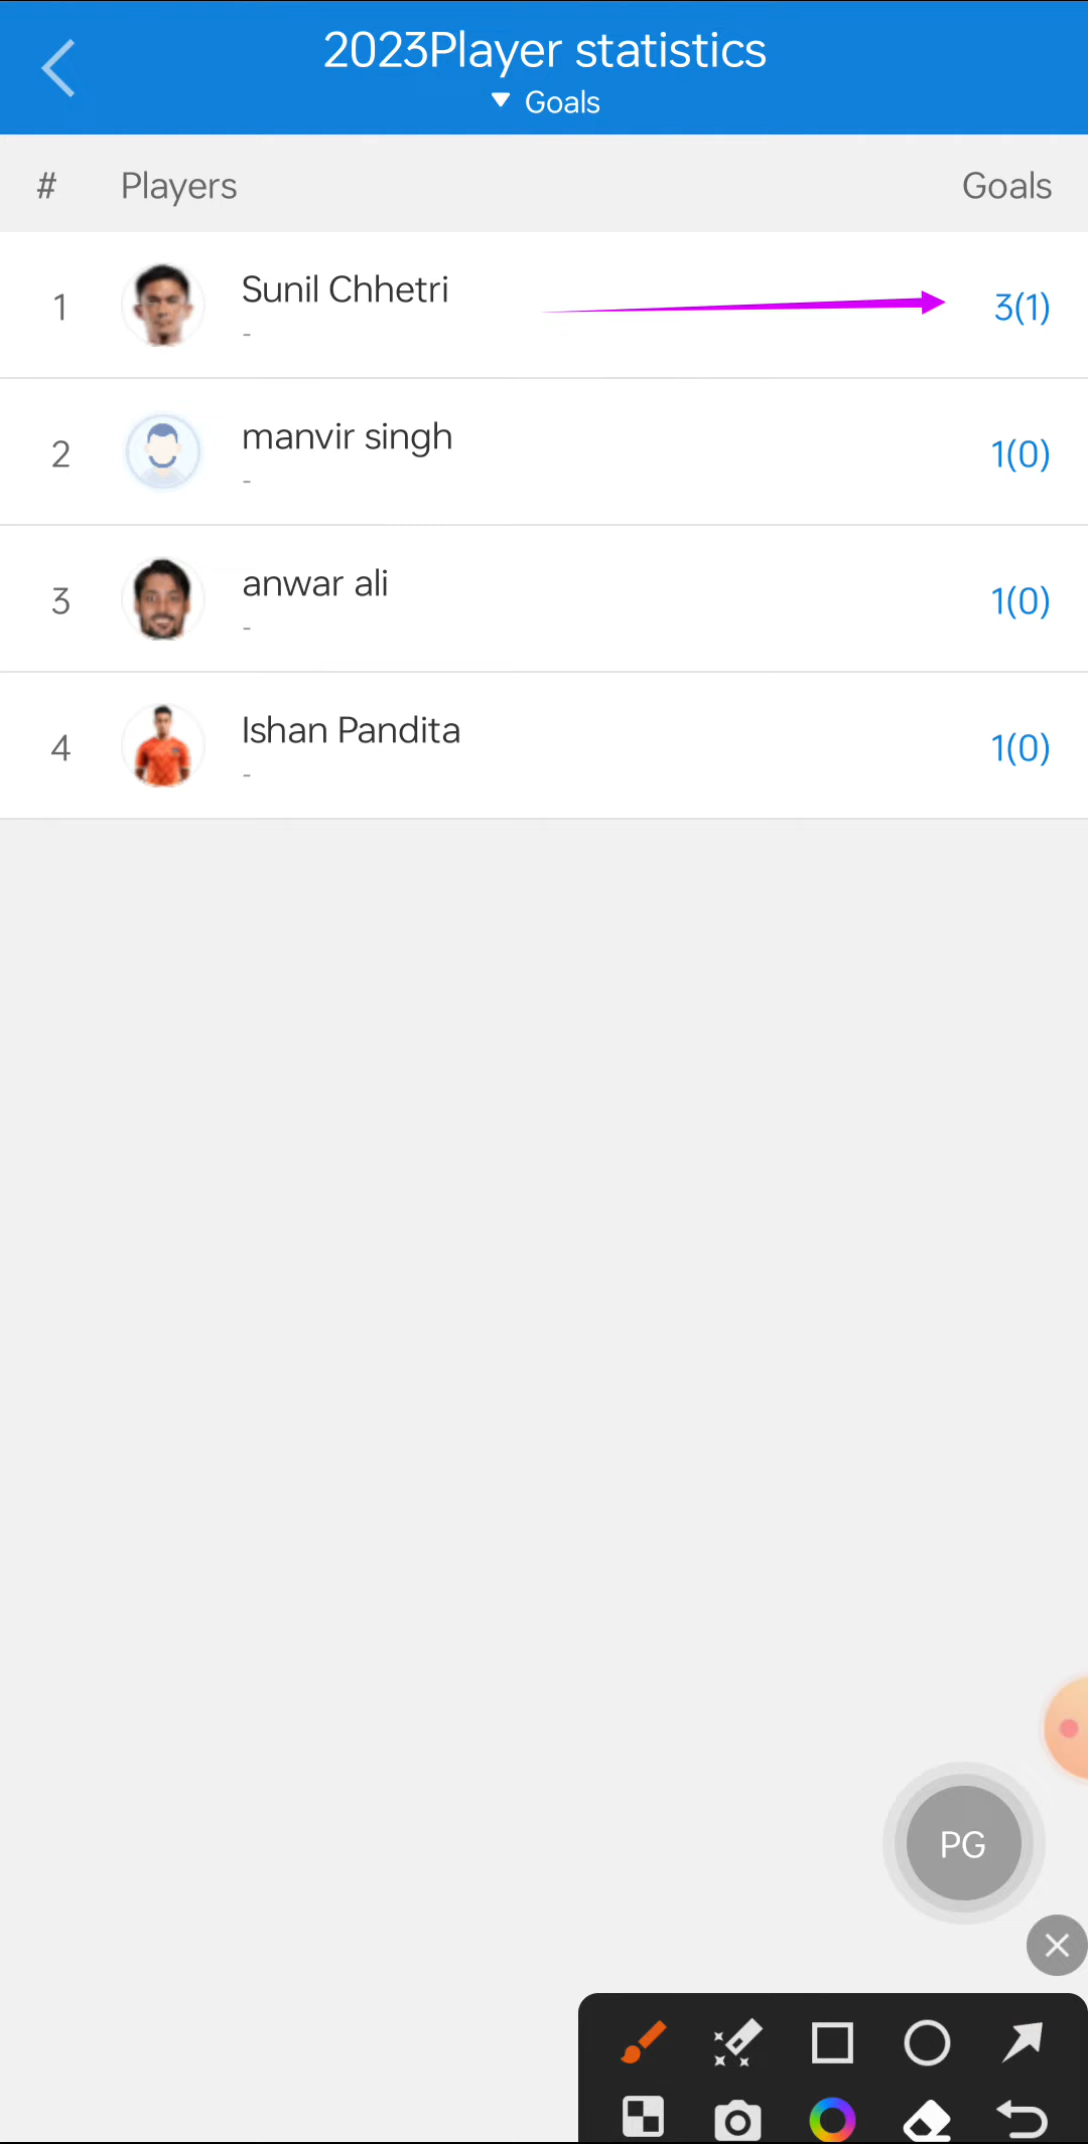 2023Player statistics
▼ Goals
# Players Goals
1 Sunil Chhetri 3(1)
-
2 manvir singh 1(0)
-
3 anwar ali 1(0)
-
4 Ishan Pandita 1(0)
-
PG